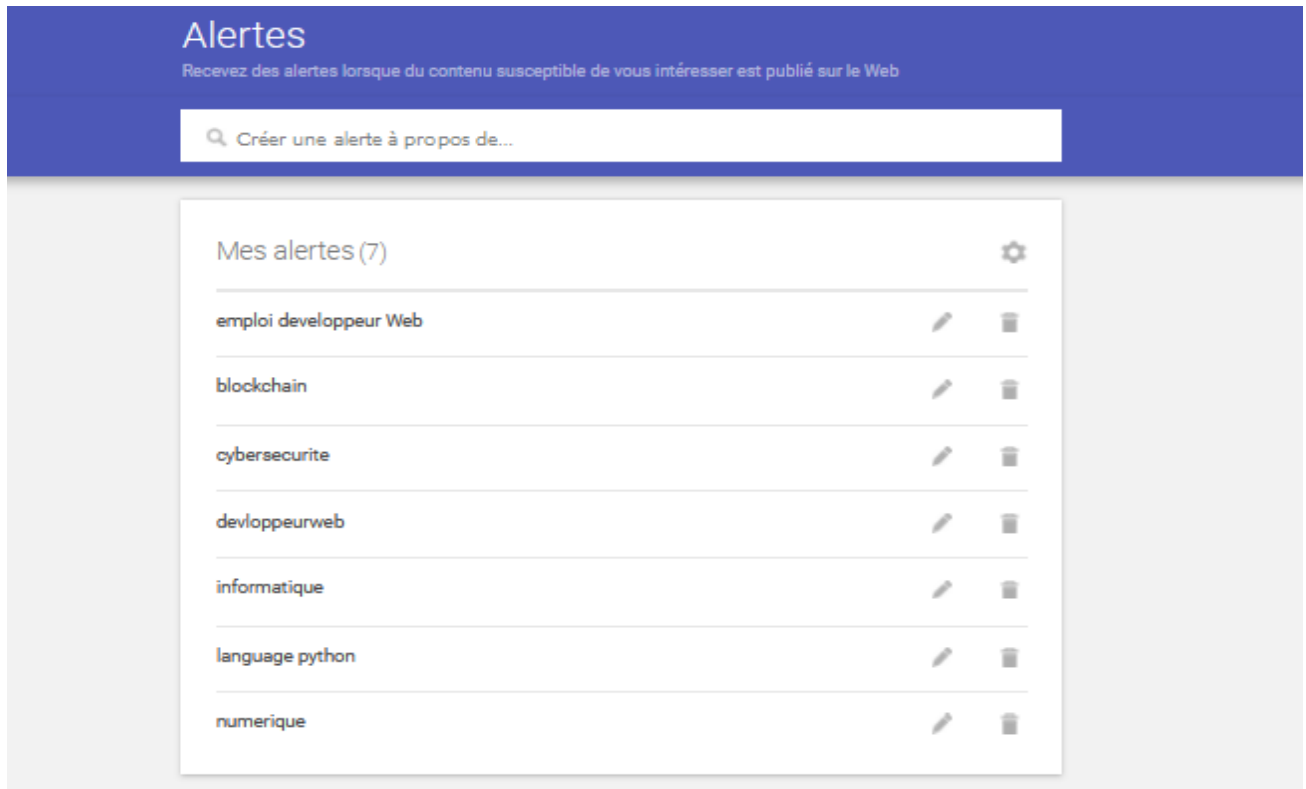 Alertes
Recevez des alertes lorsque du contenu susceptible de vous intéresser est publié sur le Web
Créer une alerte à propos de...
Mes alertes (7)
emploi developpeur Web
blockchain
cybersecurite
devloppeurweb
informatique
language python
numerique